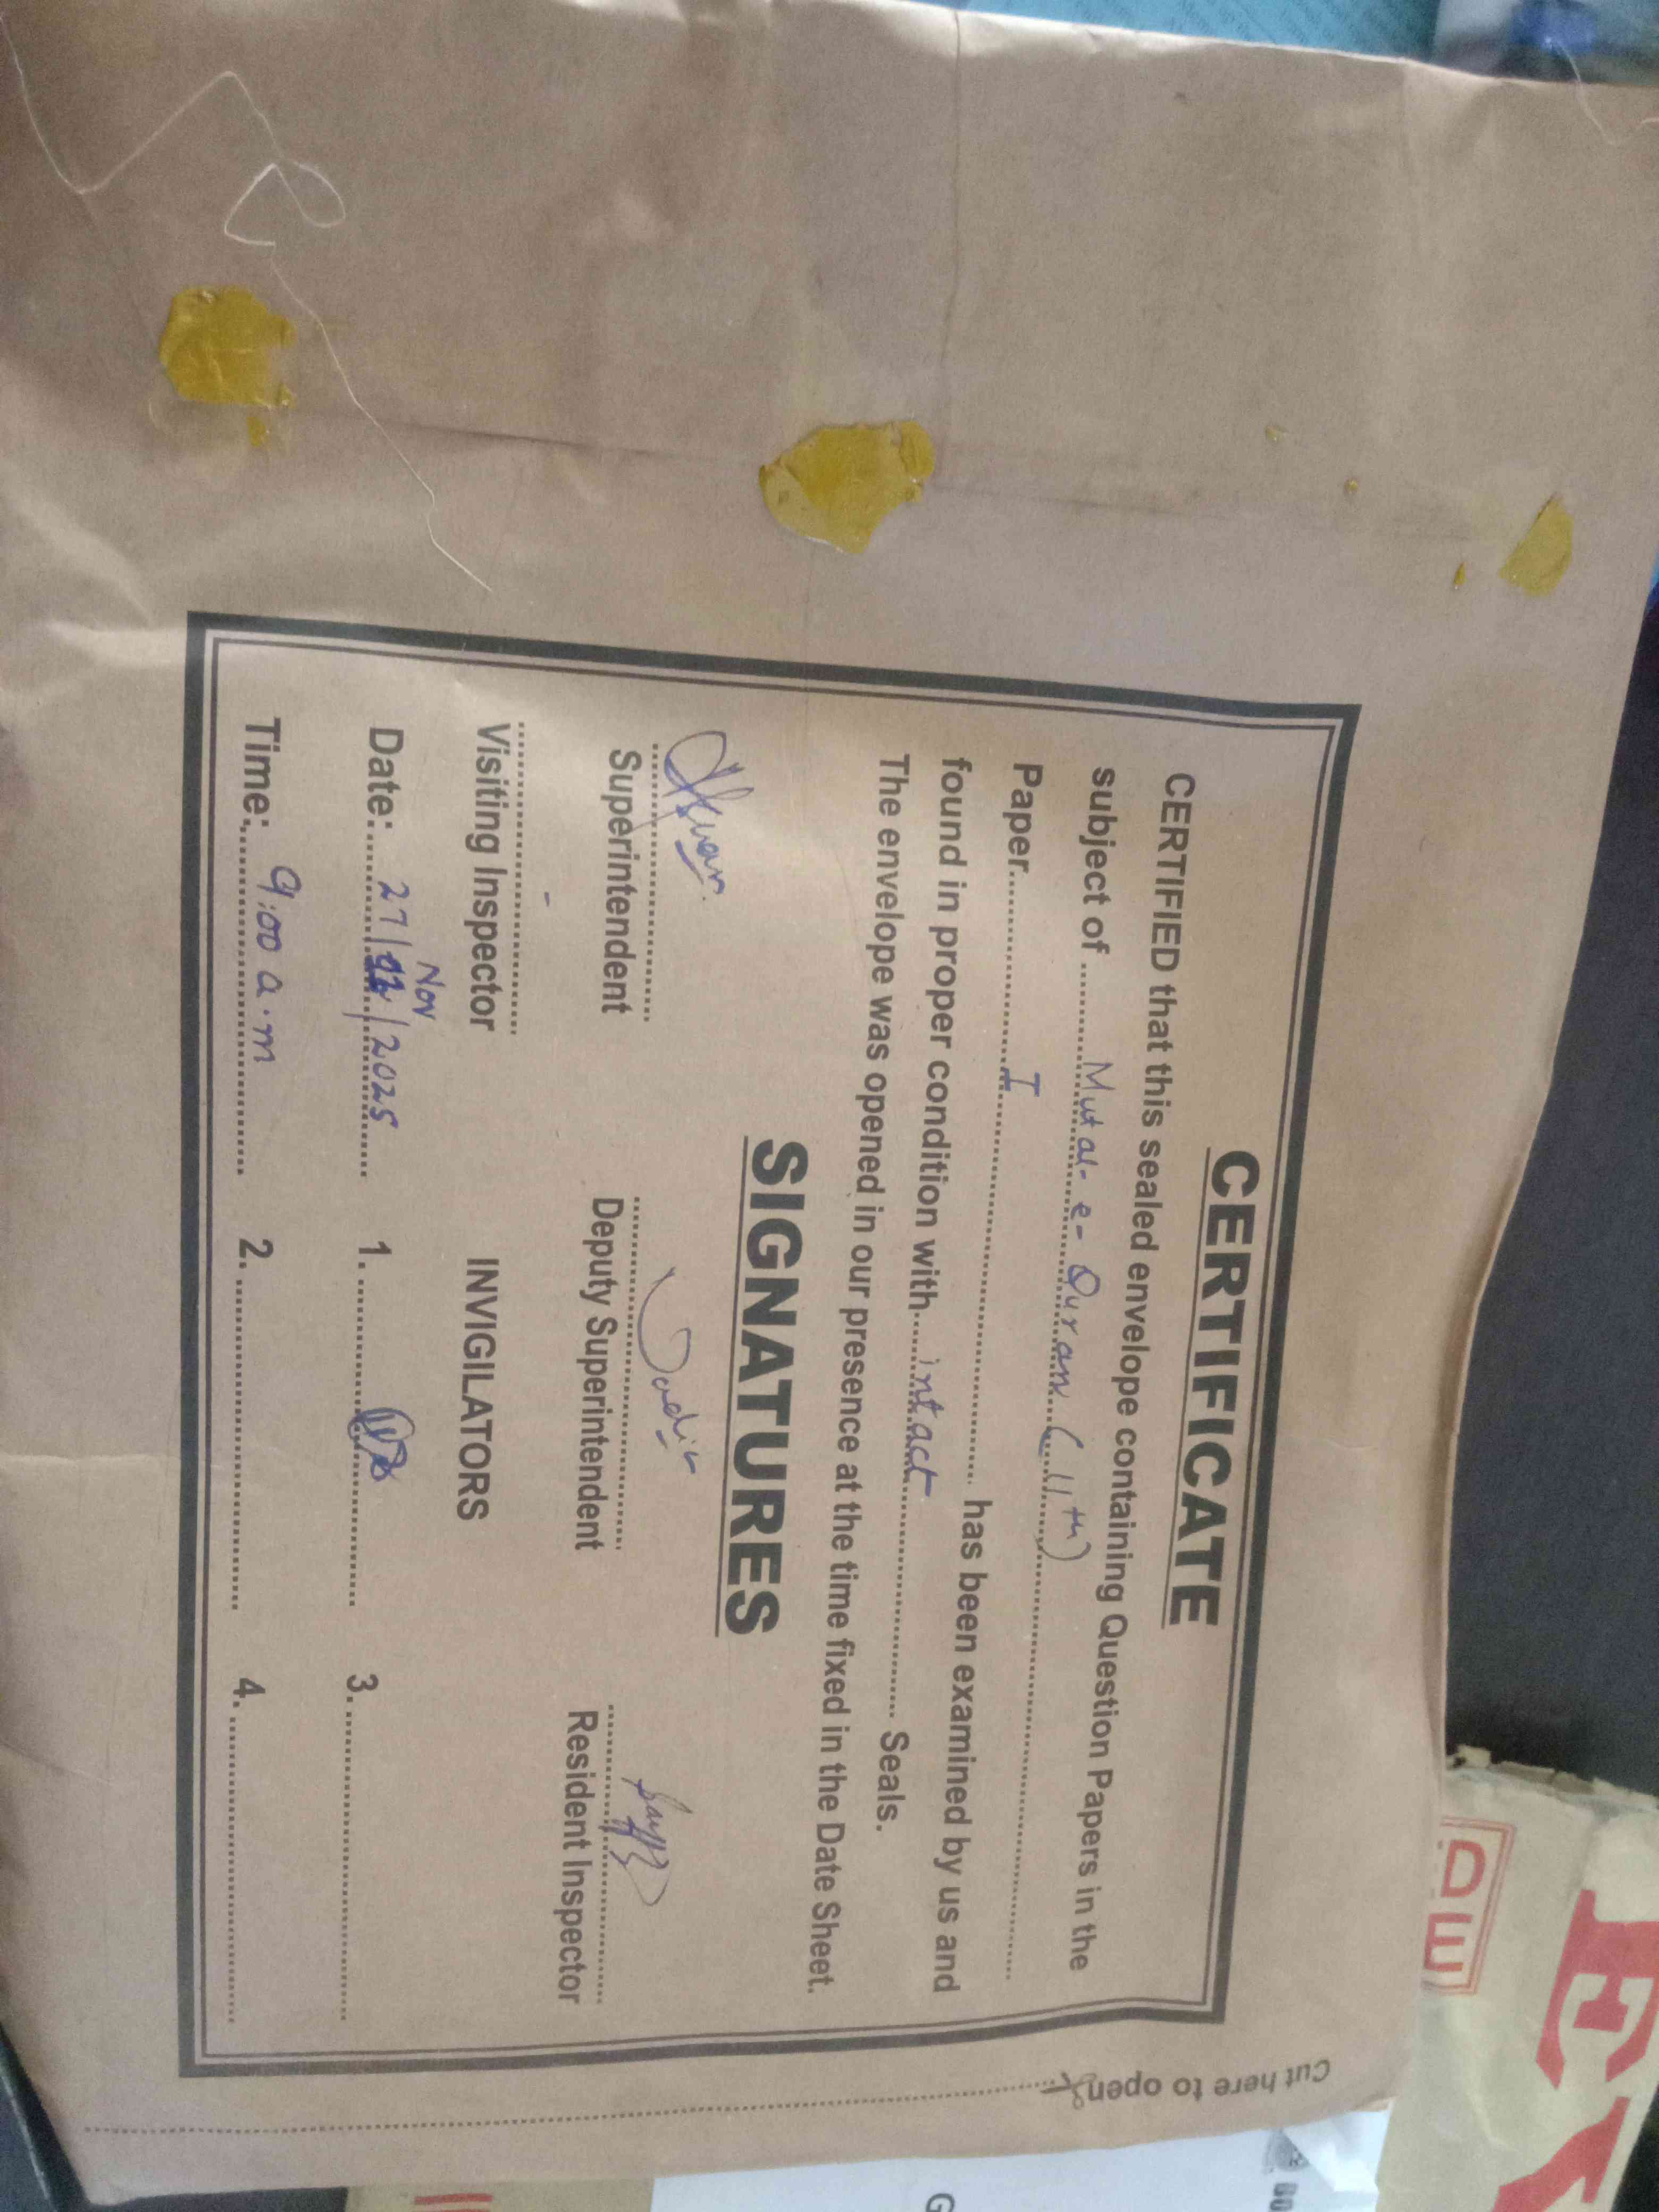 CERTIFICATE
CERTIFIED that this sealed envelope containing Question Papers in the
subject of ........ Mutal-e-Quran (11th)
Paper.......... I .......... has been examined by us and
found in proper condition with...... intact ...... Seals.
The envelope was opened in our presence at the time fixed in the Date Sheet.
SIGNATURES
Superintendent Deputy Superintendent Resident Inspector
-
Visiting Inspector INVIGILATORS
Nov
Date: 27/ /2025 1. 3.
Time: 9:00 a.m 2. 4.
Cut here to open
DE